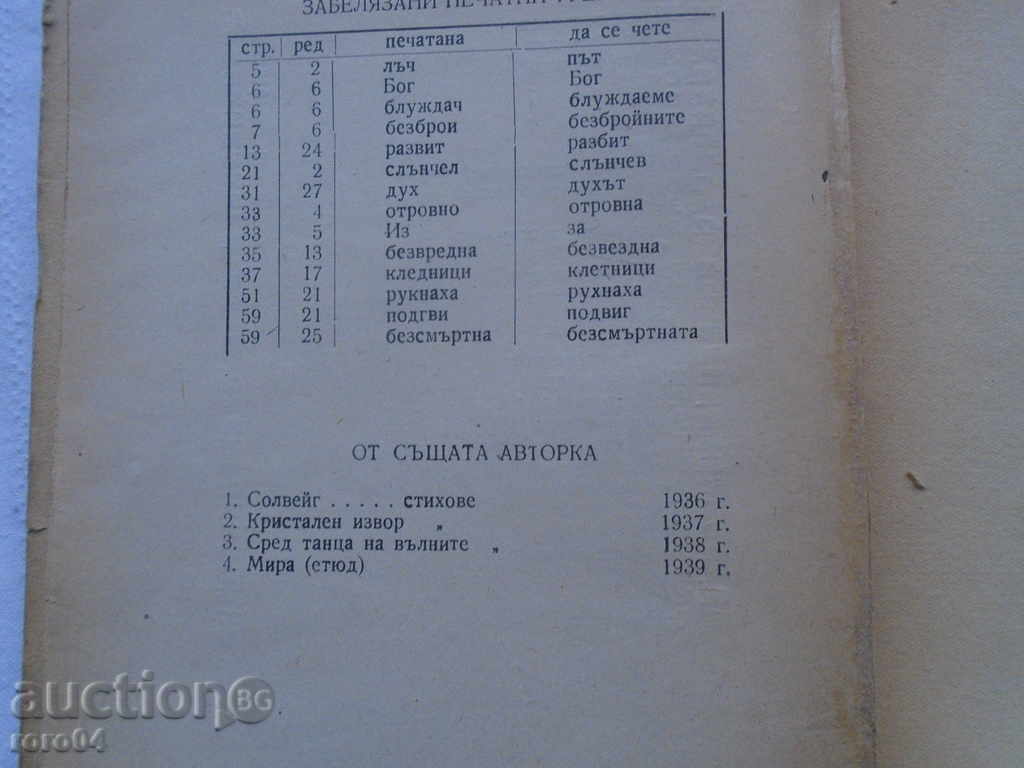 ЗАБЕЛЯЗАНИ ПЕЧАТНИ
стр. ред печатана да се чете
5 2 лъч път
6 6 Бог Бог
6 6 блуждач блуждаеме
7 6 безброи безбройните
13 24 развит разбит
21 2 слънчел слънчев
31 27 дух духът
33 4 отровно отровна
33 5 Из за
35 13 безвредна безвездна
37 17 кледници клетници
51 21 рукнаха рухнаха
59 21 подгви подвиг
59 25 безсмъртна безсмъртната
ОТ СЪЩАТА АВТОРКА
1. Солвейг . . . . . стихове 1936 г.
2. Кристален извор „ 1937 г.
3. Сред танца на вълните „ 1938 г.
4. Мира (етюд) 1939 г.
auction BG
roro04